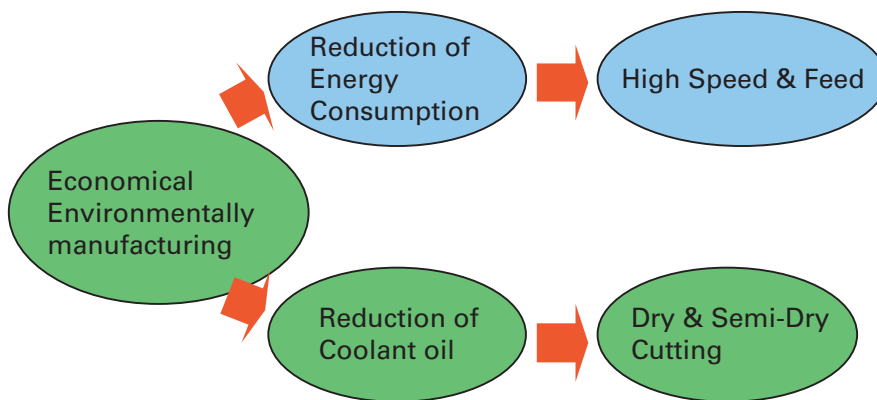 Reduction of
Energy
Consumption
High Speed & Feed
Economical
Environmentally
manufacturing
Reduction of
Coolant oil
Dry & Semi-Dry
Cutting